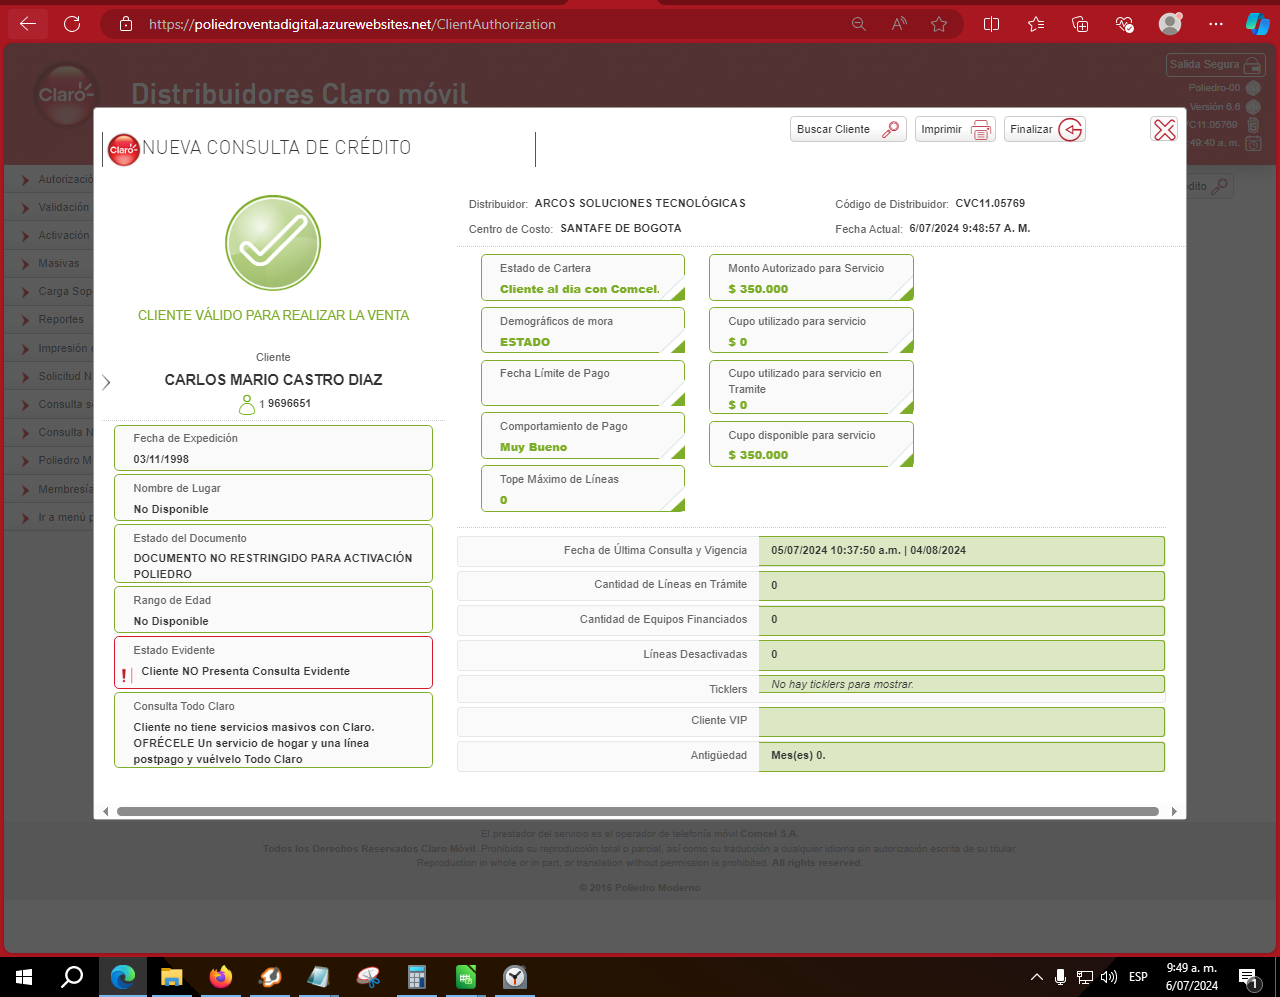 https://poliedroventadigital.azurewebsites.net/ClientAuthorization
Claro
Distribuidores Claro móvil
Salida Segura
Poliedro-00
Versión 6,6
VC11.05769
49:40 a. m.
Autorizació
Validación
Activación
Masivas
Carga Sop
Reportes
Impresión
Solicitud N
Consulta s
Consulta N
Poliedro M
Membresía
Ir a menú p
dito
Claro
NUEVA CONSULTA DE CRÉDITO
Buscar Cliente
Imprimir
Finalizar
CLIENTE VÁLIDO PARA REALIZAR LA VENTA
Cliente
CARLOS MARIO CASTRO DIAZ
1 9696651
Fecha de Expedición
03/11/1998
Nombre de Lugar
No Disponible
Estado del Documento
DOCUMENTO NO RESTRINGIDO PARA ACTIVACIÓN
POLIEDRO
Rango de Edad
No Disponible
Estado Evidente
! Cliente NO Presenta Consulta Evidente
Consulta Todo Claro
Cliente no tiene servicios masivos con Claro.
OFRÉCELE Un servicio de hogar y una línea
postpago y vuélvelo Todo Claro
Distribuidor: ARCOS SOLUCIONES TECNOLÓGICAS
Código de Distribuidor: CVC11.05769
Centro de Costo: SANTAFE DE BOGOTA
Fecha Actual: 6/07/2024 9:48:57 A. M.
Estado de Cartera
Cliente al dia con Comcel.
Demográficos de mora
ESTADO
Fecha Límite de Pago
Comportamiento de Pago
Muy Bueno
Tope Máximo de Líneas
0
Monto Autorizado para Servicio
$ 350.000
Cupo utilizado para servicio
$ 0
Cupo utilizado para servicio en
Tramite
$ 0
Cupo disponible para servicio
$ 350.000
Fecha de Última Consulta y Vigencia 05/07/2024 10:37:50 a.m. | 04/08/2024
Cantidad de Líneas en Trámite 0
Cantidad de Equipos Financiados 0
Líneas Desactivadas 0
Ticklers No hay ticklers para mostrar.
Cliente VIP
Antigüedad Mes(es) 0.
El prestador del servicio es el operador de telefonía móvil Comcel S.A.
Todos los Derechos Reservados Claro Móvil. Prohibida su reproducción total o parcial, así como su traducción a cualquier idioma sin autorización escrita de su titular.
Reproduction in whole or in part, or translation without permission is prohibited. All rights reserved.
© 2016 Poliedro Moderno
ESP
9:49 a. m.
6/07/2024
1